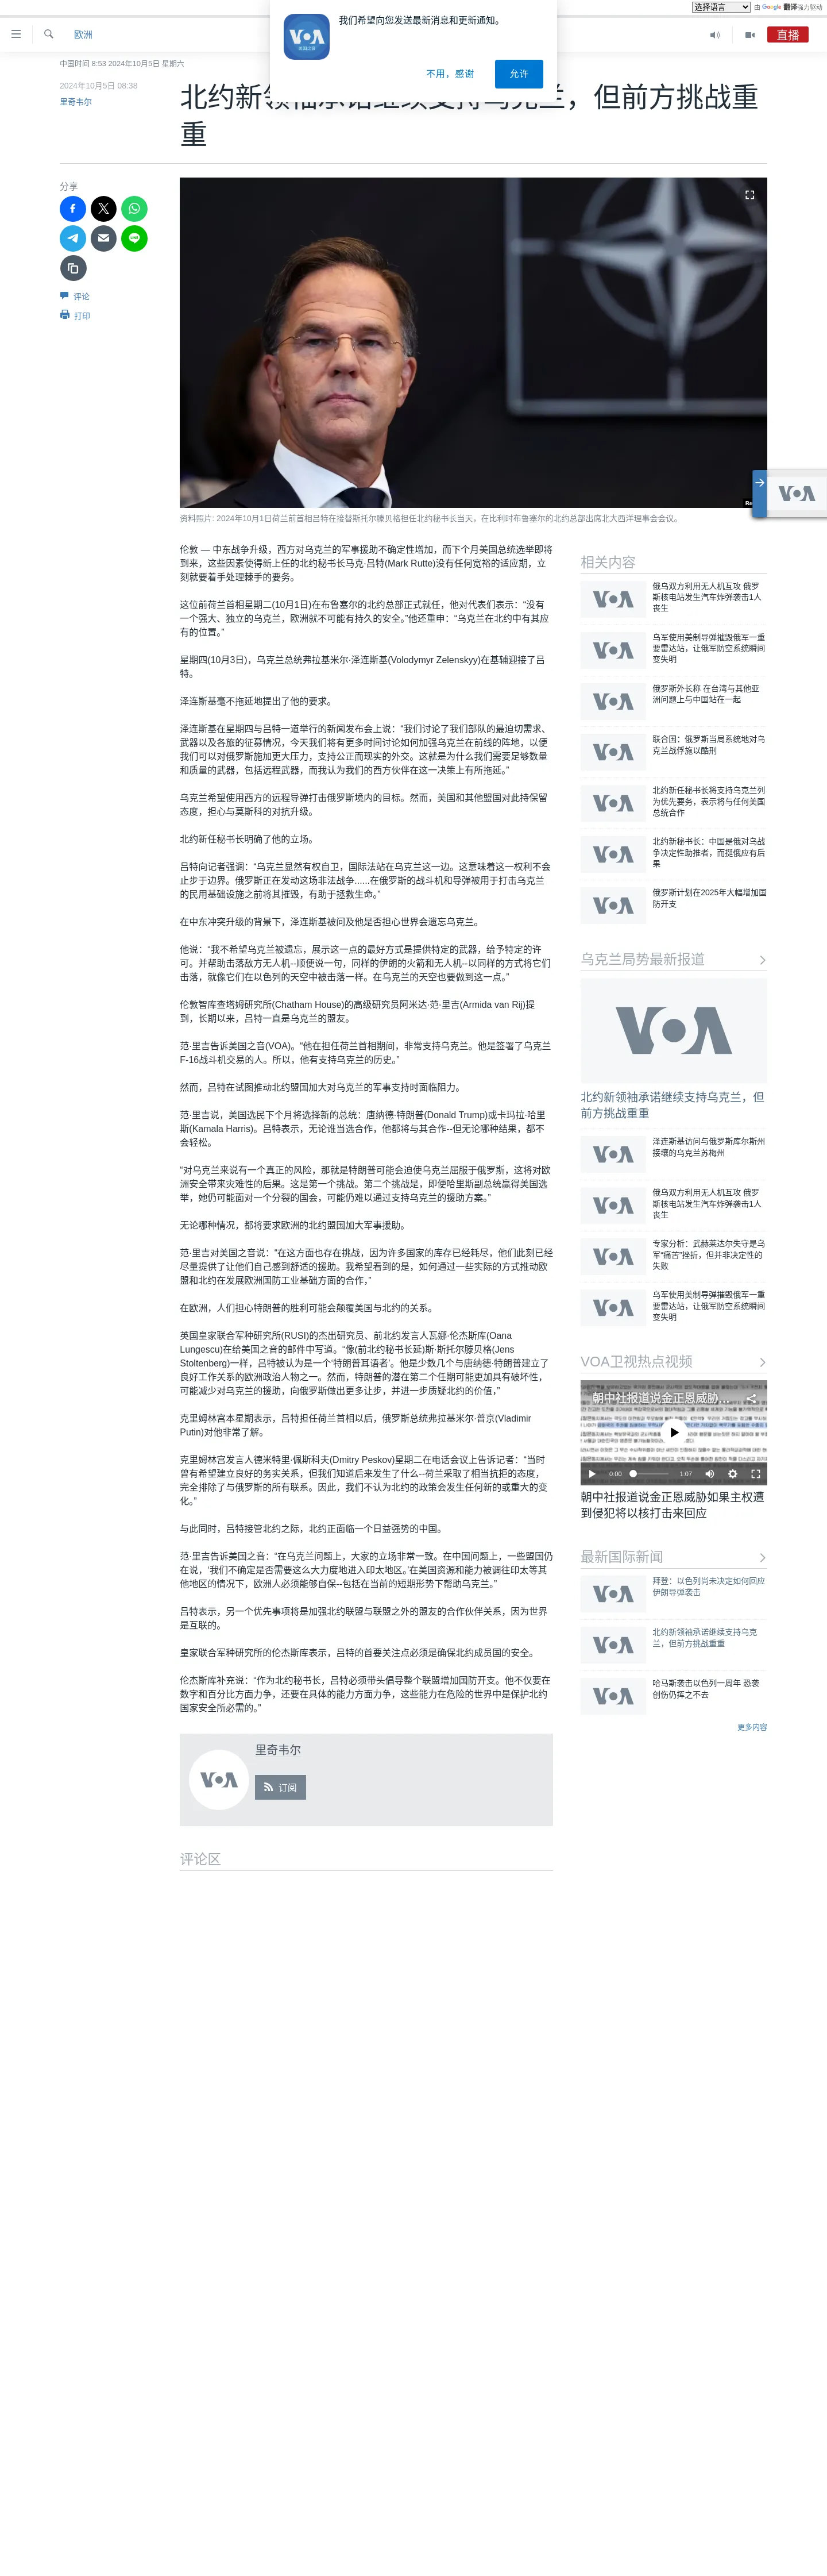 选择语言 由 Google 翻译强力驱动
我们希望向您发送最新消息和更新通知。
不用，感谢
允许
欧洲
直播
中国时间 8:53 2024年10月5日 星期六
2024年10月5日 08:38
里奇韦尔
北约新领袖承诺继续支持乌克兰，但前方挑战重
重
分享
评论
打印
资料照片: 2024年10月1日荷兰前首相吕特在接替斯托尔滕贝格担任北约秘书长当天，在比利时布鲁塞尔的北约总部出席北大西洋理事会会议。
伦敦 — 中东战争升级，西方对乌克兰的军事援助不确定性增加，而下个月美国总统选举即将
到来，这些因素使得新上任的北约秘书长马克·吕特(Mark Rutte)没有任何宽裕的适应期，立
刻就要着手处理棘手的要务。
这位前荷兰首相星期二(10月1日)在布鲁塞尔的北约总部正式就任，他对代表们表示：“没有
一个强大、独立的乌克兰，欧洲就不可能有持久的安全。”他还重申：“乌克兰在北约中有其应
有的位置。”
星期四(10月3日)，乌克兰总统弗拉基米尔·泽连斯基(Volodymyr Zelenskyy)在基辅迎接了吕
特。
泽连斯基毫不拖延地提出了他的要求。
泽连斯基在星期四与吕特一道举行的新闻发布会上说：“我们讨论了我们部队的最迫切需求、
武器以及各旅的征募情况，今天我们将有更多时间讨论如何加强乌克兰在前线的阵地，以便
我们可以对俄罗斯施加更大压力，支持公正而现实的外交。这就是为什么我们需要足够数量
和质量的武器，包括远程武器，而我认为我们的西方伙伴在这一决策上有所拖延。”
乌克兰希望使用西方的远程导弹打击俄罗斯境内的目标。然而，美国和其他盟国对此持保留
态度，担心与莫斯科的对抗升级。
北约新任秘书长明确了他的立场。
吕特向记者强调：“乌克兰显然有权自卫，国际法站在乌克兰这一边。这意味着这一权利不会
止步于边界。俄罗斯正在发动这场非法战争......在俄罗斯的战斗机和导弹被用于打击乌克兰
的民用基础设施之前将其摧毁，有助于拯救生命。”
在中东冲突升级的背景下，泽连斯基被问及他是否担心世界会遗忘乌克兰。
他说：“我不希望乌克兰被遗忘，展示这一点的最好方式是提供特定的武器，给予特定的许
可。并帮助击落敌方无人机--顺便说一句，同样的伊朗的火箭和无人机--以同样的方式将它们
击落，就像它们在以色列的天空中被击落一样。在乌克兰的天空也要做到这一点。”
伦敦智库查塔姆研究所(Chatham House)的高级研究员阿米达·范·里吉(Armida van Rij)提
到，长期以来，吕特一直是乌克兰的盟友。
范·里吉告诉美国之音(VOA)。“他在担任荷兰首相期间，非常支持乌克兰。他是签署了乌克兰
F-16战斗机交易的人。所以，他有支持乌克兰的历史。”
然而，吕特在试图推动北约盟国加大对乌克兰的军事支持时面临阻力。
范·里吉说，美国选民下个月将选择新的总统：唐纳德·特朗普(Donald Trump)或卡玛拉·哈里
斯(Kamala Harris)。吕特表示，无论谁当选合作，他都将与其合作--但无论哪种结果，都不
会轻松。
“对乌克兰来说有一个真正的风险，那就是特朗普可能会迫使乌克兰屈服于俄罗斯，这将对欧
洲安全带来灾难性的后果。这是第一个挑战。第二个挑战是，即便哈里斯副总统赢得美国选
举，她仍可能面对一个分裂的国会，可能仍难以通过支持乌克兰的援助方案。”
无论哪种情况，都将要求欧洲的北约盟国加大军事援助。
范·里吉对美国之音说：“在这方面也存在挑战，因为许多国家的库存已经耗尽，他们此刻已经
尽量提供了让他们自己感到舒适的援助。我希望看到的是，如何通过一些实际的方式推动欧
盟和北约在发展欧洲国防工业基础方面的合作，”
在欧洲，人们担心特朗普的胜利可能会颠覆美国与北约的关系。
英国皇家联合军种研究所(RUSI)的杰出研究员、前北约发言人瓦娜·伦杰斯库(Oana
Lungescu)在给美国之音的邮件中写道。“像(前北约秘书长延)斯·斯托尔滕贝格(Jens
Stoltenberg)一样，吕特被认为是一个‘特朗普耳语者’。他是少数几个与唐纳德·特朗普建立了
良好工作关系的欧洲政治人物之一。然而，特朗普的潜在第二个任期可能更加具有破坏性，
可能减少对乌克兰的援助，向俄罗斯做出更多让步，并进一步质疑北约的价值，”
克里姆林宫本星期表示，吕特担任荷兰首相以后，俄罗斯总统弗拉基米尔·普京(Vladimir
Putin)对他非常了解。
克里姆林宫发言人德米特里·佩斯科夫(Dmitry Peskov)星期二在电话会议上告诉记者：“当时
曾有希望建立良好的务实关系，但我们知道后来发生了什么--荷兰采取了相当抗拒的态度，
完全排除了与俄罗斯的所有联系。因此，我们不认为北约的政策会发生任何新的或重大的变
化。”
与此同时，吕特接管北约之际，北约正面临一个日益强势的中国。
范·里吉告诉美国之音：“在乌克兰问题上，大家的立场非常一致。在中国问题上，一些盟国仍
在说，‘我们不确定是否需要这么大力度地进入印太地区。’在美国资源和能力被调往印太等其
他地区的情况下，欧洲人必须能够自保--包括在当前的短期形势下帮助乌克兰。”
吕特表示，另一个优先事项将是加强北约联盟与联盟之外的盟友的合作伙伴关系，因为世界
是互联的。
皇家联合军种研究所的伦杰斯库表示，吕特的首要关注点必须是确保北约成员国的安全。
伦杰斯库补充说：“作为北约秘书长，吕特必须带头倡导整个联盟增加国防开支。他不仅要在
数字和百分比方面力争，还要在具体的能力方面力争，这些能力在危险的世界中是保护北约
国家安全所必需的。”
VOA
里奇韦尔
订阅
评论区
相关内容
俄乌双方利用无人机互攻 俄罗
斯核电站发生汽车炸弹袭击1人
丧生
乌军使用美制导弹摧毁俄军一重
要雷达站，让俄军防空系统瞬间
变失明
俄罗斯外长称 在台湾与其他亚
洲问题上与中国站在一起
联合国：俄罗斯当局系统地对乌
克兰战俘施以酷刑
北约新任秘书长将支持乌克兰列
为优先要务，表示将与任何美国
总统合作
北约新秘书长：中国是俄对乌战
争决定性助推者，而挺俄应有后
果
俄罗斯计划在2025年大幅增加国
防开支
乌克兰局势最新报道
VOA
北约新领袖承诺继续支持乌克兰，但
前方挑战重重
泽连斯基访问与俄罗斯库尔斯州
接壤的乌克兰苏梅州
俄乌双方利用无人机互攻 俄罗
斯核电站发生汽车炸弹袭击1人
丧生
专家分析：武赫莱达尔失守是乌
军“痛苦”挫折，但并非决定性的
失败
乌军使用美制导弹摧毁俄军一重
要雷达站，让俄军防空系统瞬间
变失明
VOA卫视热点视频
朝中社报道说金正恩威胁...
0:00 1:07
朝中社报道说金正恩威胁如果主权遭
到侵犯将以核打击来回应
最新国际新闻
拜登：以色列尚未决定如何回应
伊朗导弹袭击
北约新领袖承诺继续支持乌克
兰，但前方挑战重重
哈马斯袭击以色列一周年 恐袭
创伤仍挥之不去
更多内容